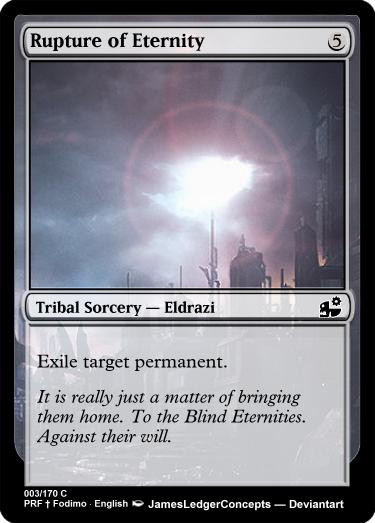 Rupture of Eternity 5
Tribal Sorcery — Eldrazi
Exile target permanent.
It is really just a matter of bringing
them home. To the Blind Eternities.
Against their will.
003/170 C
PRF † Fodimo · English JamesLedgerConcepts — Deviantart